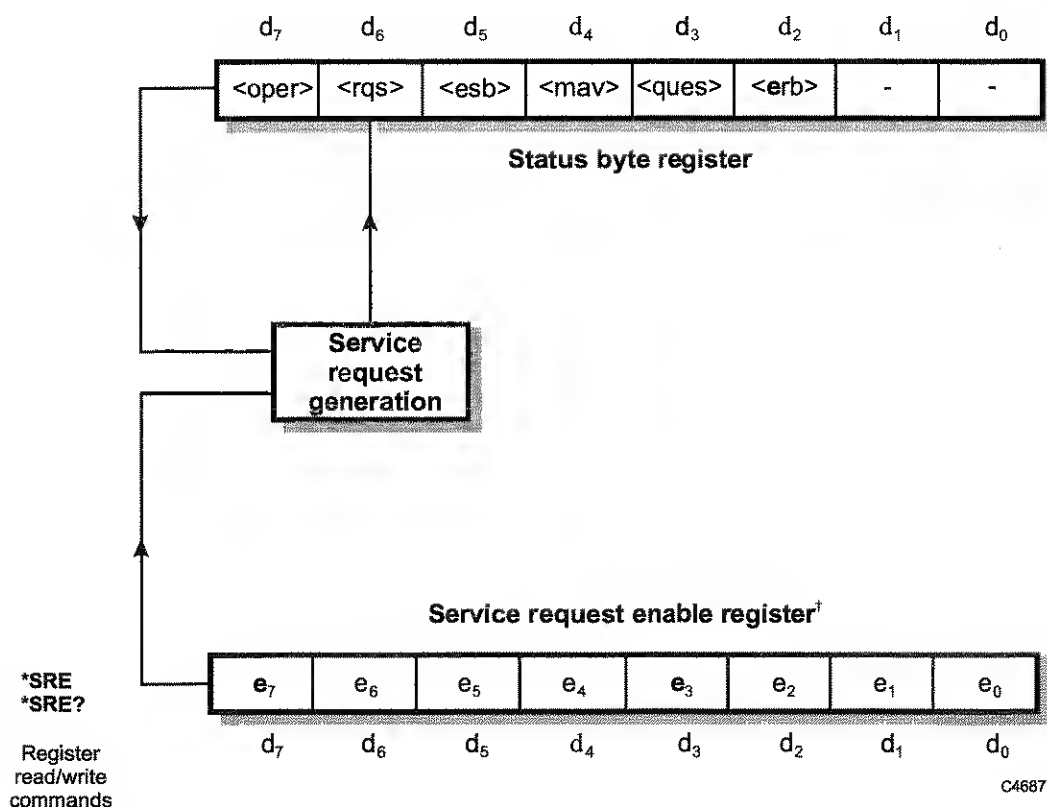 d₇ d₆ d₅ d₄ d₃ d₂ d₁ d₀
<oper> <rqs> <esb> <mav> <ques> <erb> - -
Status byte register
Service
request
generation
Service request enable register†
*SRE
*SRE?
e₇ e₆ e₅ e₄ e₃ e₂ e₁ e₀
d₇ d₆ d₅ d₄ d₃ d₂ d₁ d₀
Register
read/write
commands
C4687